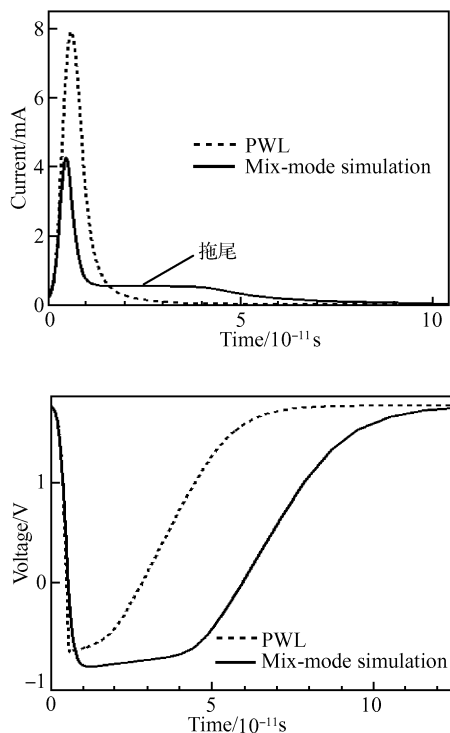 8
6
4
2
0
Current/mA
PWL
Mix-mode simulation
拖尾
0
5
10
Time/10⁻¹¹s
1
0
−1
Voltage/V
PWL
Mix-mode simulation
0
5
10
Time/10⁻¹¹s